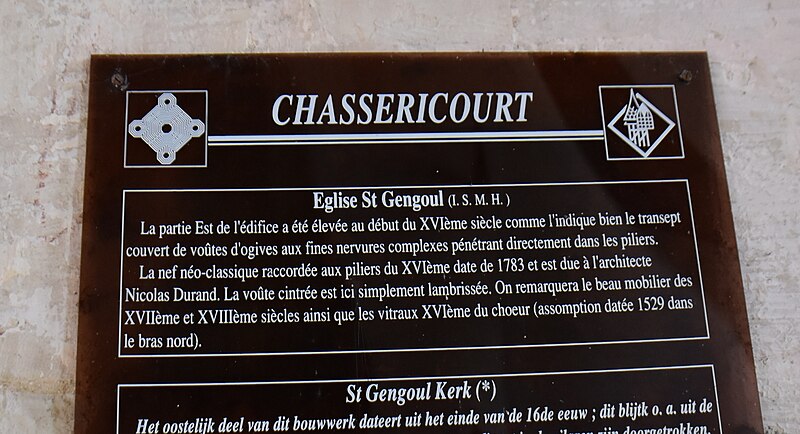 CHASSERICOURT
Eglise St Gengoul (I. S. M. H. )
La partie Est de l'édifice a été élevée au début du XVIème siècle comme l'indique bien le transept
couvert de voûtes d'ogives aux fines nervures complexes pénétrant directement dans les piliers.
La nef néo-classique raccordée aux piliers du XVIème date de 1783 et est due à l'architecte
Nicolas Durand. La voûte cintrée est ici simplement lambrissée. On remarquera le beau mobilier des
XVIIème et XVIIIème siècles ainsi que les vitraux XVIème du choeur (assomption datée 1529 dans
le bras nord).
St Gengoul Kerk (*)
Het oostelijk deel van dit bouwwerk dateert uit het einde van de 16de eeuw ; dit blijtk o. a. uit de
zijn doorgetrokken.